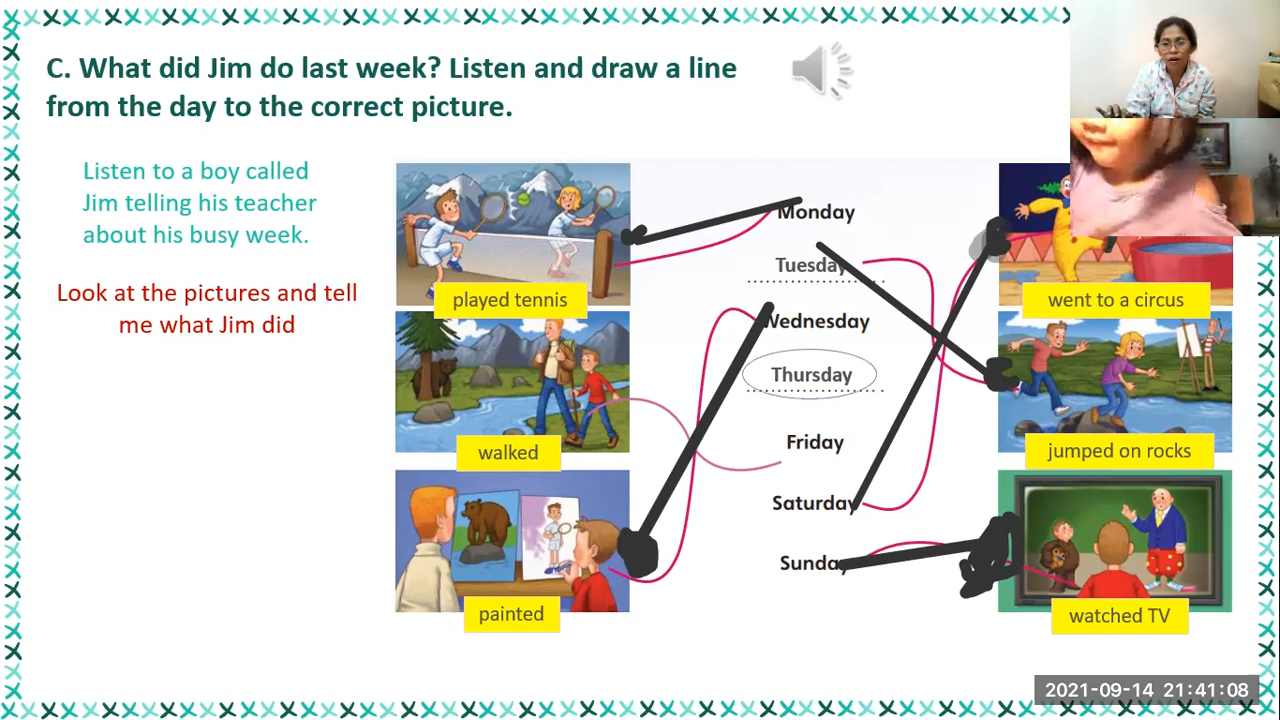 C. What did Jim do last week? Listen and draw a line
from the day to the correct picture.
Listen to a boy called
Jim telling his teacher
about his busy week.
Look at the pictures and tell
me what Jim did
played tennis
walked
painted
Monday
Tuesday
Wednesday
Thursday
Friday
Saturday
Sunday
went to a circus
jumped on rocks
watched TV
2021-09-14 21:41:08